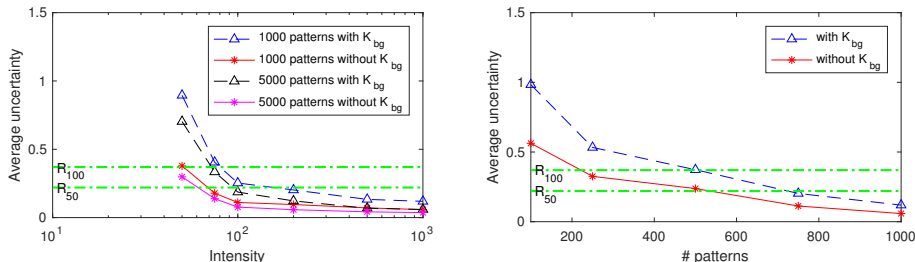 1.5
1
0.5
0
Average uncertainty
R100
R50
10^1
10^2
10^3
Intensity
1000 patterns with K_bg
1000 patterns without K_bg
5000 patterns with K_bg
5000 patterns without K_bg
1.5
1
0.5
0
Average uncertainty
R100
R50
200
400
600
800
1000
# patterns
with K_bg
without K_bg